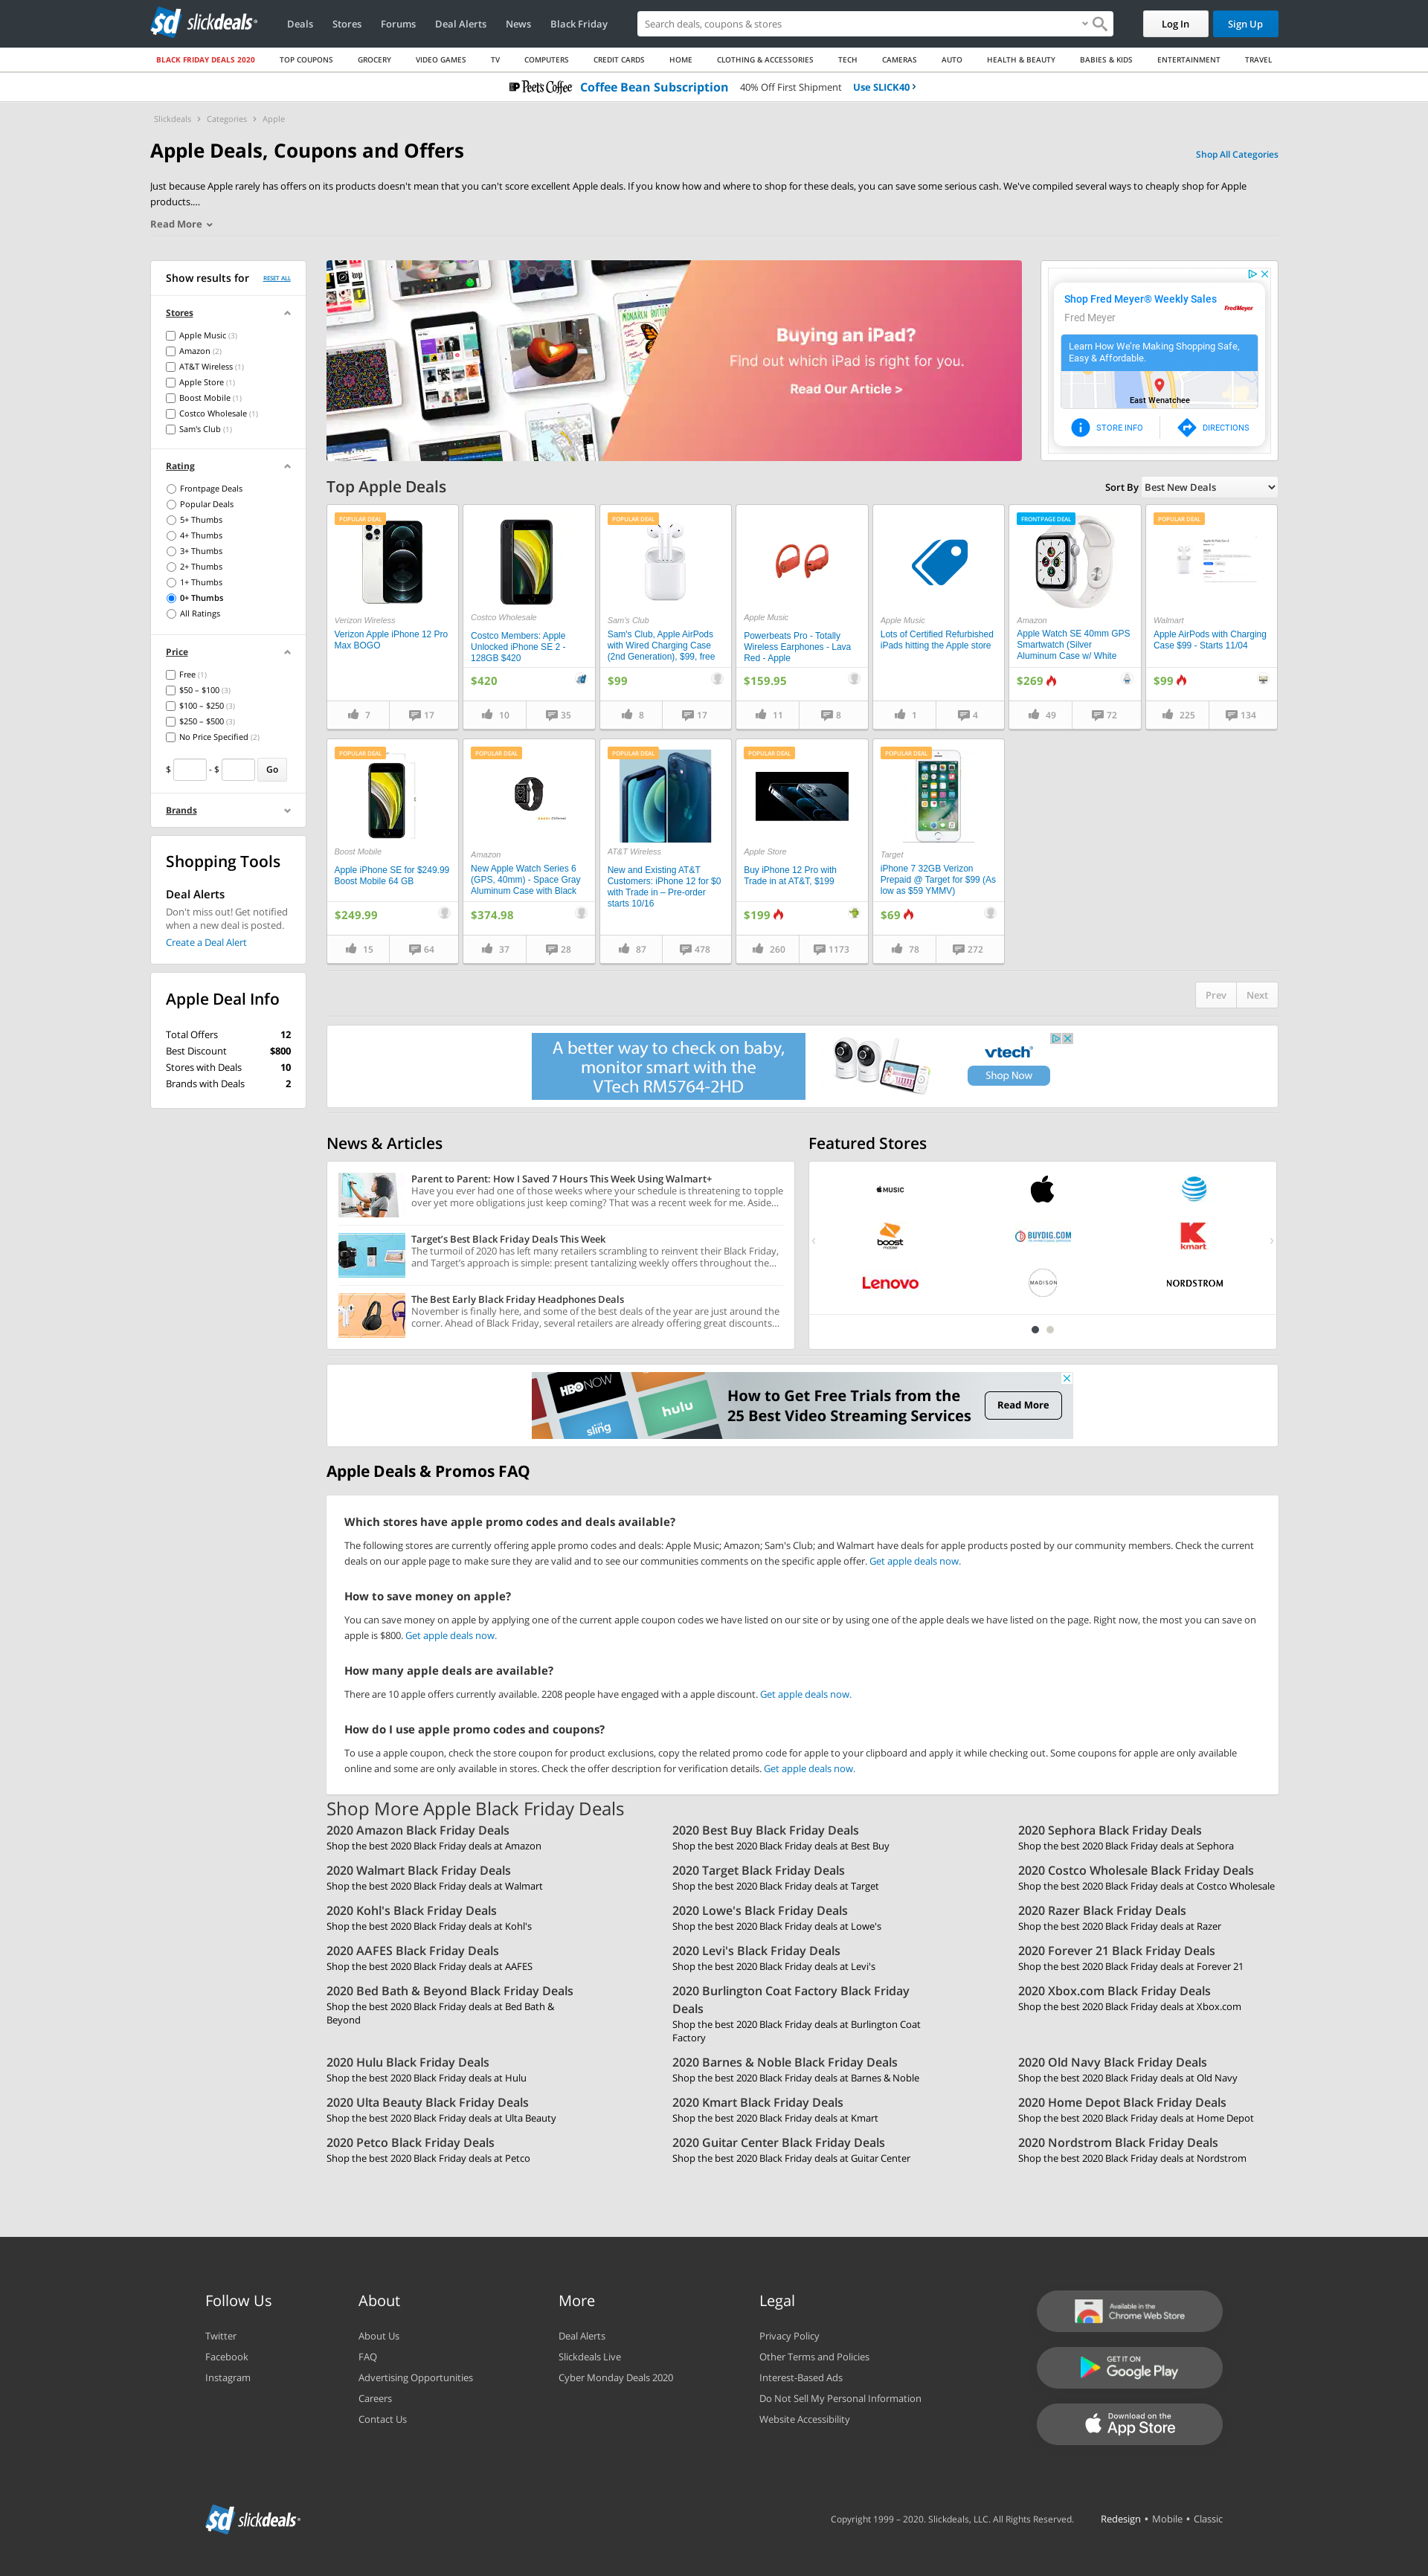 sd slickdeals
Deals Stores Forums Deal Alerts News Black Friday
Search deals, coupons & stores
Log In
Sign Up
BLACK FRIDAY DEALS 2020 TOP COUPONS GROCERY VIDEO GAMES TV COMPUTERS CREDIT CARDS HOME CLOTHING & ACCESSORIES TECH CAMERAS AUTO HEALTH & BEAUTY BABIES & KIDS ENTERTAINMENT TRAVEL
Peet's Coffee Coffee Bean Subscription 40% Off First Shipment Use SLICK40 >
Slickdeals > Categories > Apple
Apple Deals, Coupons and Offers
Shop All Categories
Just because Apple rarely has offers on its products doesn't mean that you can't score excellent Apple deals. If you know how and where to shop for these deals, you can save some serious cash. We've compiled several ways to cheaply shop for Apple
products....
Read More
Show results for RESET ALL
Stores
Apple Music (3)
Amazon (2)
AT&T Wireless (1)
Apple Store (1)
Boost Mobile (1)
Costco Wholesale (1)
Sam's Club (1)
Rating
Frontpage Deals
Popular Deals
5+ Thumbs
4+ Thumbs
3+ Thumbs
2+ Thumbs
1+ Thumbs
0+ Thumbs
All Ratings
Price
Free (1)
$50 – $100 (3)
$100 – $250 (3)
$250 – $500 (3)
No Price Specified (2)
$ - $ Go
Brands
Shopping Tools
Deal Alerts
Don't miss out! Get notified
when a new deal is posted.
Create a Deal Alert
Apple Deal Info
Total Offers 12
Best Discount $800
Stores with Deals 10
Brands with Deals 2
Buying an iPad?
Find out which iPad is right for you.
Read Our Article >
Shop Fred Meyer® Weekly Sales
Fred Meyer
FredMeyer
Learn How We're Making Shopping Safe,
Easy & Affordable.
East Wenatchee
STORE INFO
DIRECTIONS
Top Apple Deals
Sort By Best New Deals
POPULAR DEAL
Verizon Wireless
Verizon Apple iPhone 12 Pro
Max BOGO
7 17
Costco Wholesale
Costco Members: Apple
Unlocked iPhone SE 2 -
128GB $420
$420
10 35
POPULAR DEAL
Sam's Club
Sam's Club, Apple AirPods
with Wired Charging Case
(2nd Generation), $99, free
$99
8 17
Apple Music
Powerbeats Pro - Totally
Wireless Earphones - Lava
Red - Apple
$159.95
11 8
Apple Music
Lots of Certified Refurbished
iPads hitting the Apple store
1 4
FRONTPAGE DEAL
Amazon
Apple Watch SE 40mm GPS
Smartwatch (Silver
Aluminum Case w/ White
$269
49 72
POPULAR DEAL
Walmart
Apple AirPods with Charging
Case $99 - Starts 11/04
$99
225 134
POPULAR DEAL
Boost Mobile
Apple iPhone SE for $249.99
Boost Mobile 64 GB
$249.99
15 64
POPULAR DEAL
Amazon
New Apple Watch Series 6
(GPS, 40mm) - Space Gray
Aluminum Case with Black
$374.98
37 28
POPULAR DEAL
AT&T Wireless
New and Existing AT&T
Customers: iPhone 12 for $0
with Trade in – Pre-order
starts 10/16
87 478
POPULAR DEAL
Apple Store
Buy iPhone 12 Pro with
Trade in at AT&T, $199
$199
260 1173
POPULAR DEAL
Target
iPhone 7 32GB Verizon
Prepaid @ Target for $99 (As
low as $59 YMMV)
$69
78 272
Prev Next
A better way to check on baby,
monitor smart with the
VTech RM5764-2HD
vtech
Shop Now
News & Articles
Parent to Parent: How I Saved 7 Hours This Week Using Walmart+
Have you ever had one of those weeks where your schedule is threatening to topple
over yet more obligations just keep coming? That was a recent week for me. Aside...
Target's Best Black Friday Deals This Week
The turmoil of 2020 has left many retailers scrambling to reinvent their Black Friday,
and Target's approach is simple: present tantalizing weekly offers throughout the...
The Best Early Black Friday Headphones Deals
November is finally here, and some of the best deals of the year are just around the
corner. Ahead of Black Friday, several retailers are already offering great discounts...
Featured Stores
MUSIC
boost mobile
BUYDIG.COM
kmart
Lenovo
MADISON
NORDSTROM
HBO NOW
sling
hulu
How to Get Free Trials from the
25 Best Video Streaming Services
Read More
Apple Deals & Promos FAQ
Which stores have apple promo codes and deals available?
The following stores are currently offering apple promo codes and deals: Apple Music; Amazon; Sam's Club; and Walmart have deals for apple products posted by our community members. Check the current
deals on our apple page to make sure they are valid and to see our communities comments on the specific apple offer. Get apple deals now.
How to save money on apple?
You can save money on apple by applying one of the current apple coupon codes we have listed on our site or by using one of the apple deals we have listed on the page. Right now, the most you can save on
apple is $800. Get apple deals now.
How many apple deals are available?
There are 10 apple offers currently available. 2208 people have engaged with a apple discount. Get apple deals now.
How do I use apple promo codes and coupons?
To use a apple coupon, check the store coupon for product exclusions, copy the related promo code for apple to your clipboard and apply it while checking out. Some coupons for apple are only available
online and some are only available in stores. Check the offer description for verification details. Get apple deals now.
Shop More Apple Black Friday Deals
2020 Amazon Black Friday Deals
Shop the best 2020 Black Friday deals at Amazon
2020 Best Buy Black Friday Deals
Shop the best 2020 Black Friday deals at Best Buy
2020 Sephora Black Friday Deals
Shop the best 2020 Black Friday deals at Sephora
2020 Walmart Black Friday Deals
Shop the best 2020 Black Friday deals at Walmart
2020 Target Black Friday Deals
Shop the best 2020 Black Friday deals at Target
2020 Costco Wholesale Black Friday Deals
Shop the best 2020 Black Friday deals at Costco Wholesale
2020 Kohl's Black Friday Deals
Shop the best 2020 Black Friday deals at Kohl's
2020 Lowe's Black Friday Deals
Shop the best 2020 Black Friday deals at Lowe's
2020 Razer Black Friday Deals
Shop the best 2020 Black Friday deals at Razer
2020 AAFES Black Friday Deals
Shop the best 2020 Black Friday deals at AAFES
2020 Levi's Black Friday Deals
Shop the best 2020 Black Friday deals at Levi's
2020 Forever 21 Black Friday Deals
Shop the best 2020 Black Friday deals at Forever 21
2020 Bed Bath & Beyond Black Friday Deals
Shop the best 2020 Black Friday deals at Bed Bath &
Beyond
2020 Burlington Coat Factory Black Friday
Deals
Shop the best 2020 Black Friday deals at Burlington Coat
Factory
2020 Xbox.com Black Friday Deals
Shop the best 2020 Black Friday deals at Xbox.com
2020 Hulu Black Friday Deals
Shop the best 2020 Black Friday deals at Hulu
2020 Barnes & Noble Black Friday Deals
Shop the best 2020 Black Friday deals at Barnes & Noble
2020 Old Navy Black Friday Deals
Shop the best 2020 Black Friday deals at Old Navy
2020 Ulta Beauty Black Friday Deals
Shop the best 2020 Black Friday deals at Ulta Beauty
2020 Kmart Black Friday Deals
Shop the best 2020 Black Friday deals at Kmart
2020 Home Depot Black Friday Deals
Shop the best 2020 Black Friday deals at Home Depot
2020 Petco Black Friday Deals
Shop the best 2020 Black Friday deals at Petco
2020 Guitar Center Black Friday Deals
Shop the best 2020 Black Friday deals at Guitar Center
2020 Nordstrom Black Friday Deals
Shop the best 2020 Black Friday deals at Nordstrom
Follow Us
Twitter
Facebook
Instagram
About
About Us
FAQ
Advertising Opportunities
Careers
Contact Us
More
Deal Alerts
Slickdeals Live
Cyber Monday Deals 2020
Legal
Privacy Policy
Other Terms and Policies
Interest-Based Ads
Do Not Sell My Personal Information
Website Accessibility
Available in the
Chrome Web Store
GET IT ON
Google Play
Download on the
App Store
sd slickdeals
Copyright 1999 – 2020. Slickdeals, LLC. All Rights Reserved. Redesign • Mobile • Classic